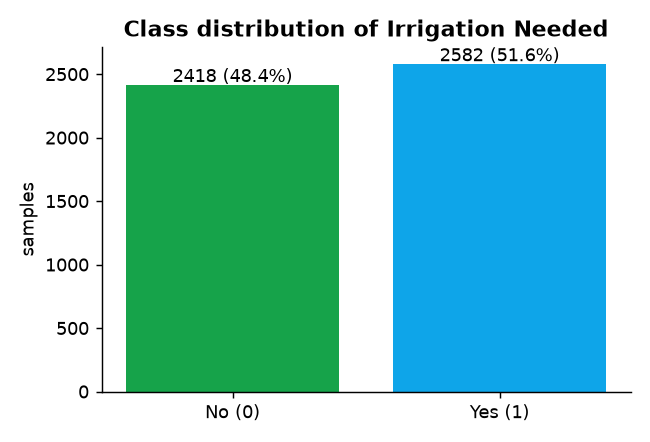 Class distribution of Irrigation Needed
2582 (51.6%)
2418 (48.4%)
2500
2000
1500
1000
500
0
samples
No (0)
Yes (1)